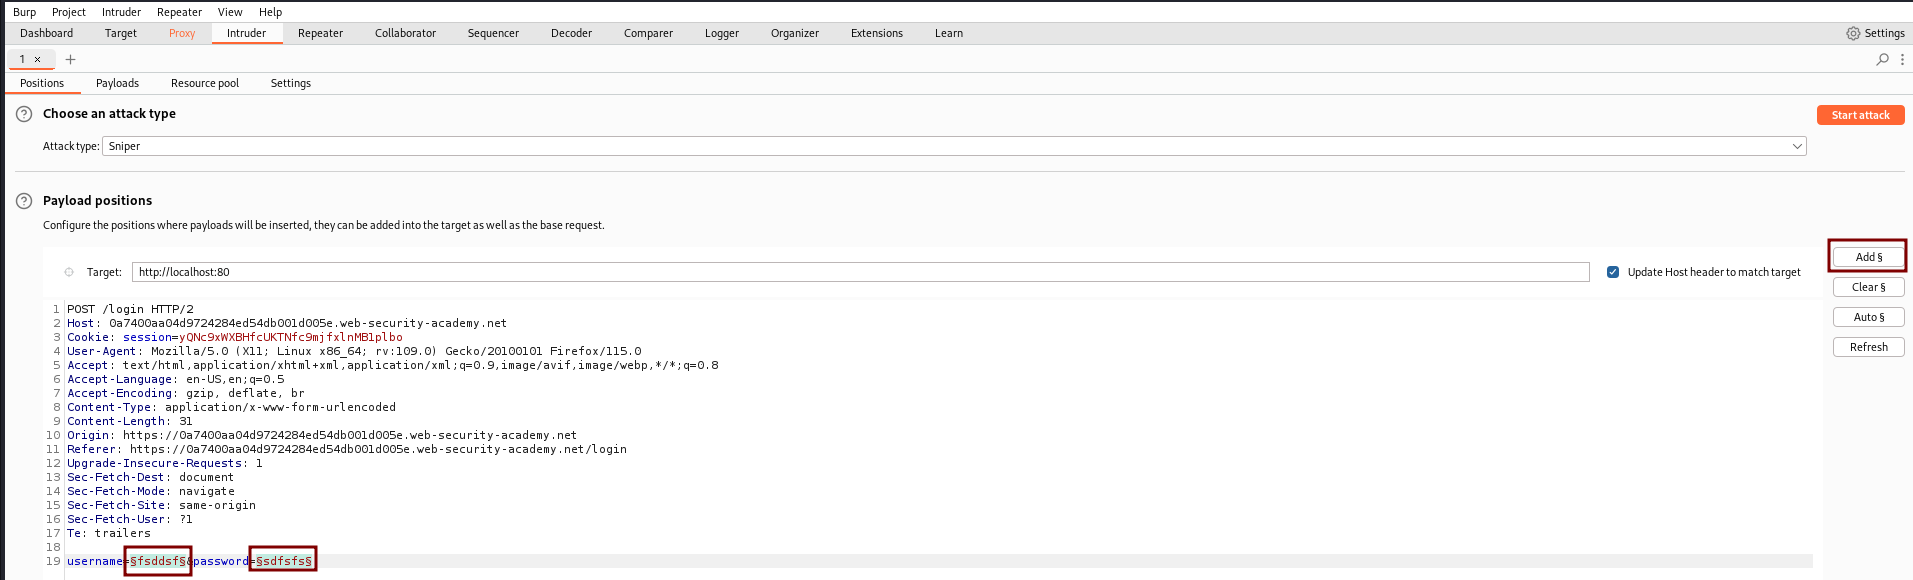 Burp Project Intruder Repeater View Help
Dashboard Target Proxy Intruder Repeater Collaborator Sequencer Decoder Comparer Logger Organizer Extensions Learn Settings
1 × +
Positions Payloads Resource pool Settings
? Choose an attack type Start attack
Attack type: Sniper
? Payload positions
Configure the positions where payloads will be inserted, they can be added into the target as well as the base request.
Add §
Target: http://localhost:80 Update Host header to match target
Clear §
Auto §
Refresh
1 POST /login HTTP/2
2 Host: 0a7400aa04d9724284ed54db001d005e.web-security-academy.net
3 Cookie: session=yQNc9xWXBHfcUKTNfc9mjfxlnMB1plbo
4 User-Agent: Mozilla/5.0 (X11; Linux x86_64; rv:109.0) Gecko/20100101 Firefox/115.0
5 Accept: text/html,application/xhtml+xml,application/xml;q=0.9,image/avif,image/webp,*/*;q=0.8
6 Accept-Language: en-US,en;q=0.5
7 Accept-Encoding: gzip, deflate, br
8 Content-Type: application/x-www-form-urlencoded
9 Content-Length: 31
10 Origin: https://0a7400aa04d9724284ed54db001d005e.web-security-academy.net
11 Referer: https://0a7400aa04d9724284ed54db001d005e.web-security-academy.net/login
12 Upgrade-Insecure-Requests: 1
13 Sec-Fetch-Dest: document
14 Sec-Fetch-Mode: navigate
15 Sec-Fetch-Site: same-origin
16 Sec-Fetch-User: ?1
17 Te: trailers
18
19 username=§fsddsf§&password=§sdfsfs§